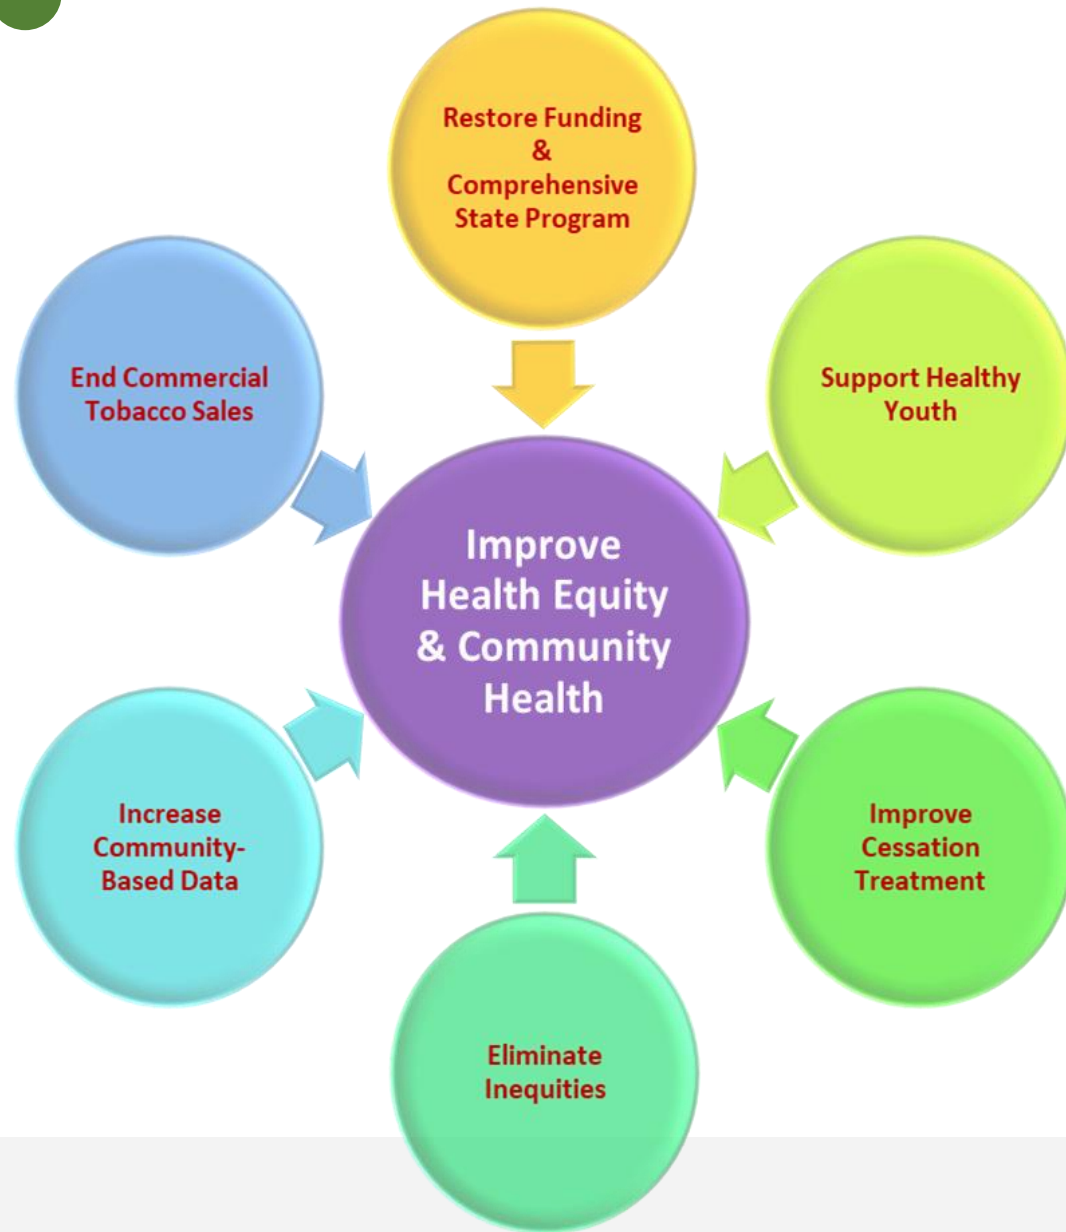 Restore Funding
&
Comprehensive
State Program
Support Healthy
Youth
Improve
Cessation
Treatment
Eliminate
Inequities
Increase
Community-
Based Data
End Commercial
Tobacco Sales
Improve
Health Equity
& Community
Health